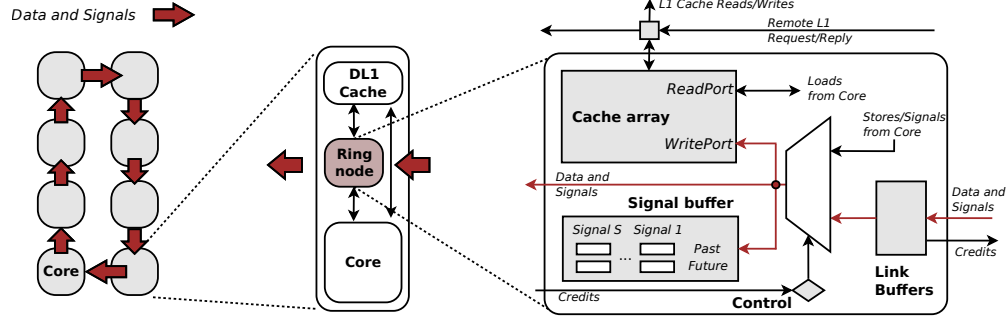 Data and Signals
Core
DL1
Cache
Ring
node
Core
L1 Cache Reads/Writes
Remote L1
Request/Reply
ReadPort
Loads
from Core
Cache array
WritePort
Stores/Signals
from Core
Data and
Signals
Signal buffer
Signal S
Signal 1
...
Past
Future
Data and
Signals
Credits
Link
Buffers
Credits
Control